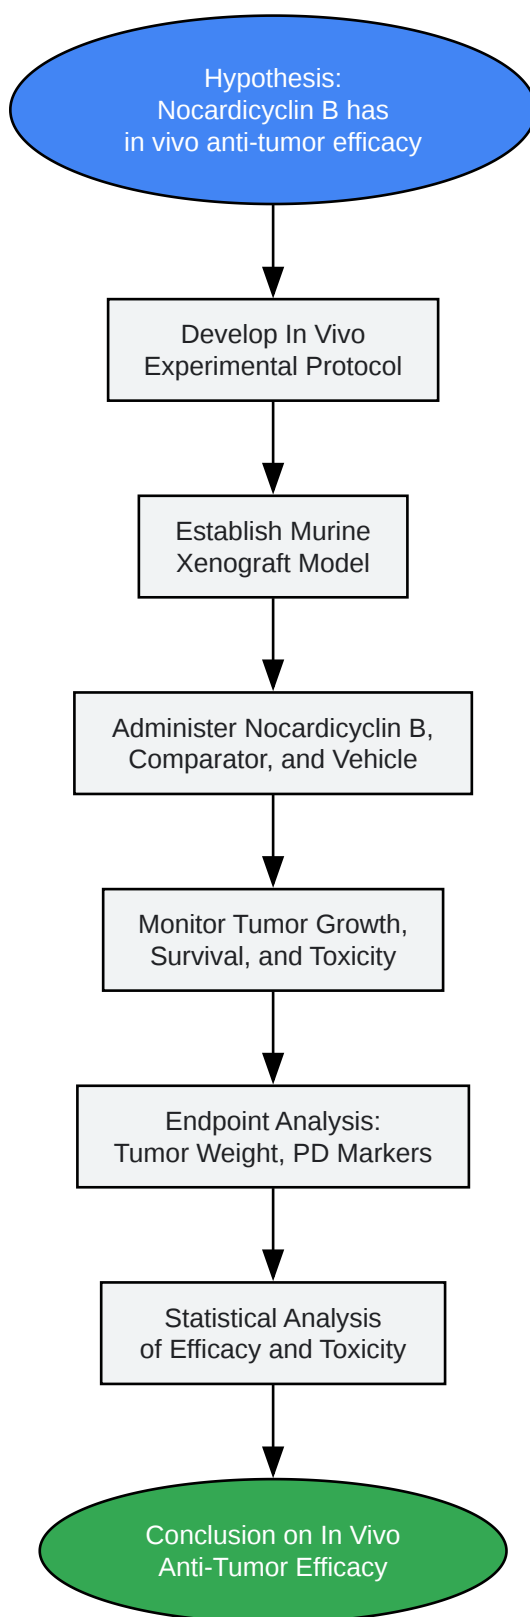 Hypothesis:
Nocardicyclin B has
in vivo anti-tumor efficacy
Develop In Vivo
Experimental Protocol
Establish Murine
Xenograft Model
Administer Nocardicyclin B,
Comparator, and Vehicle
Monitor Tumor Growth,
Survival, and Toxicity
Endpoint Analysis:
Tumor Weight, PD Markers
Statistical Analysis
of Efficacy and Toxicity
Conclusion on In Vivo
Anti-Tumor Efficacy